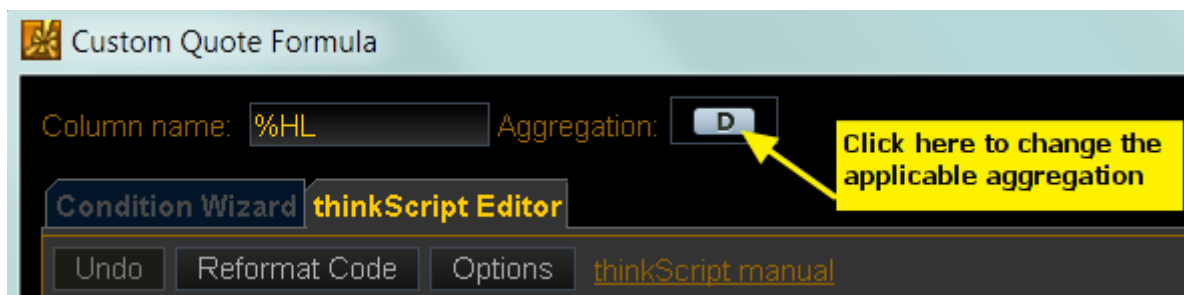 Custom Quote Formula
Column name: %HL Aggregation: D
Click here to change the
applicable aggregation
Condition Wizard thinkScript Editor
Undo Reformat Code Options thinkScript manual